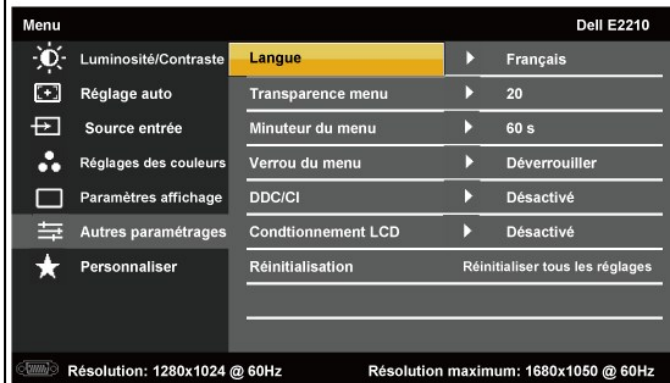 Menu Dell E2210
Luminosité/Contraste Langue Français
Réglage auto Transparence menu 20
Source entrée Minuteur du menu 60 s
Réglages des couleurs Verrou du menu Déverrouiller
Paramètres affichage DDC/CI Désactivé
Autres paramétrages Condtionnement LCD Désactivé
Personnaliser Réinitialisation Réinitialiser tous les réglages
Résolution: 1280x1024 @ 60Hz Résolution maximum: 1680x1050 @ 60Hz